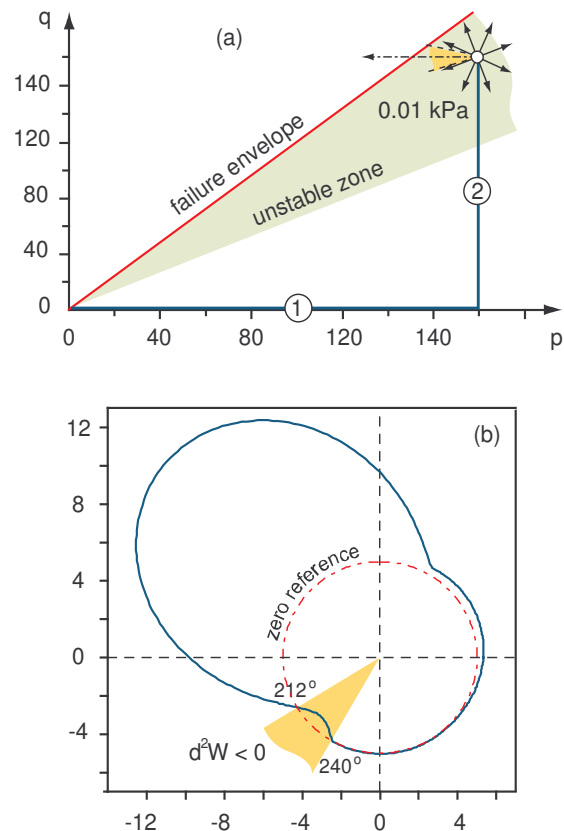 q
(a)
140
120
80
40
0
failure envelope
unstable zone
0.01 kPa
1
2
0 40 80 120 140 p
12
8
4
0
-4
(b)
zero reference
212°
d²W < 0
240°
-12 -8 -4 0 4